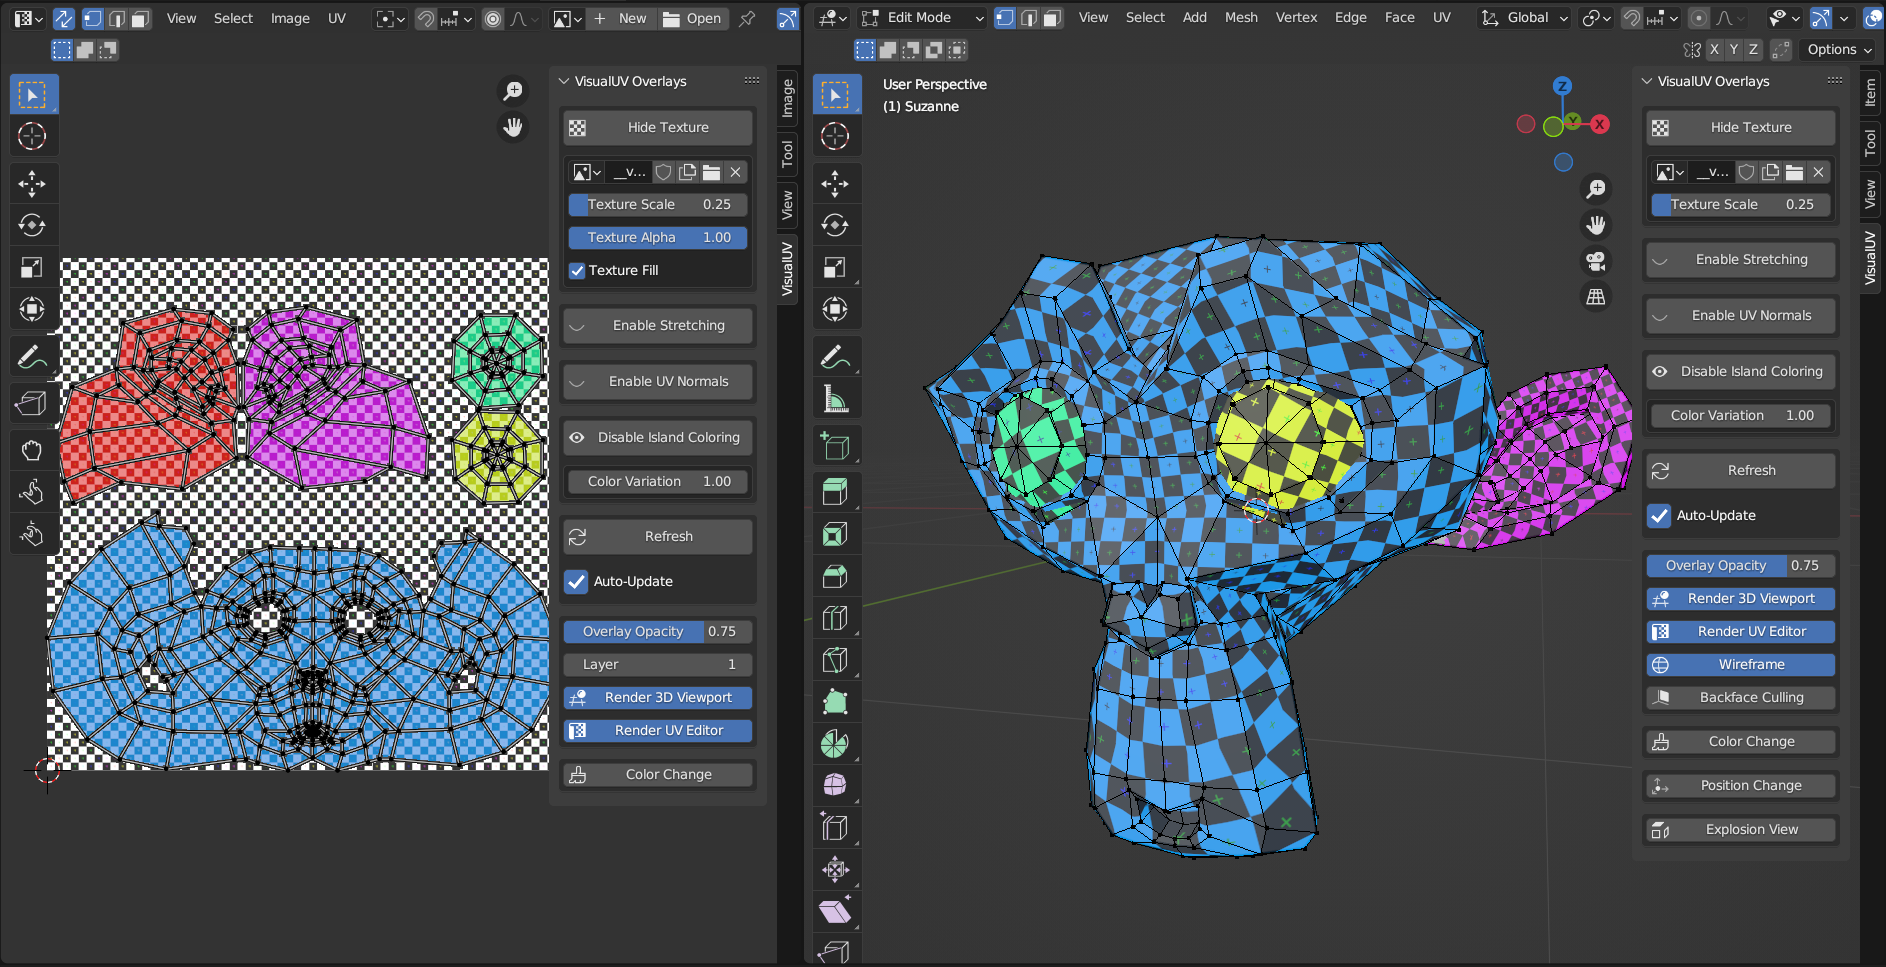 View Select Image UV New Open
VisualUV Overlays
Hide Texture
__v...
Texture Scale 0.25
Texture Alpha 1.00
Texture Fill
Enable Stretching
Enable UV Normals
Disable Island Coloring
Color Variation 1.00
Refresh
Auto-Update
Overlay Opacity 0.75
Layer 1
Render 3D Viewport
Render UV Editor
Color Change
Image
Tool
View
VisualUV
Edit Mode View Select Add Mesh Vertex Edge Face UV Global
X Y Z Options
User Perspective
(1) Suzanne
Z
Y
X
VisualUV Overlays
Hide Texture
__v...
Texture Scale 0.25
Enable Stretching
Enable UV Normals
Disable Island Coloring
Color Variation 1.00
Refresh
Auto-Update
Overlay Opacity 0.75
Render 3D Viewport
Render UV Editor
Wireframe
Backface Culling
Color Change
Position Change
Explosion View
Item
Tool
View
VisualUV